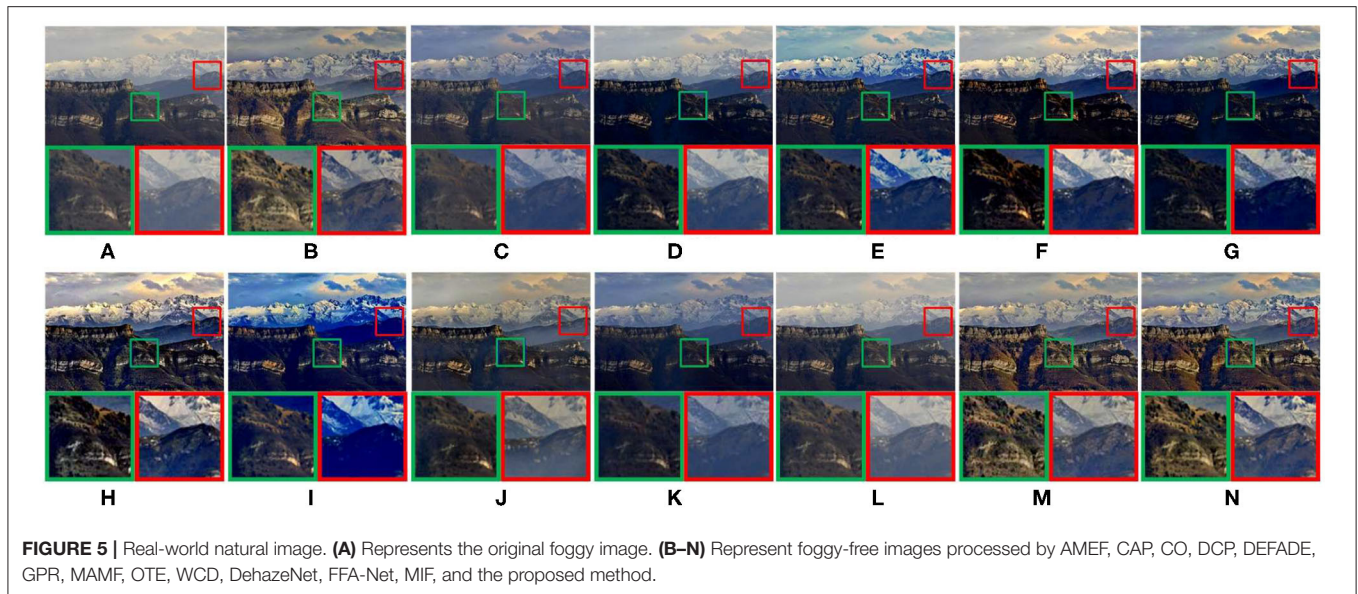 A B C D E F G
H I J K L M N
FIGURE 5 | Real-world natural image. (A) Represents the original foggy image. (B–N) Represent foggy-free images processed by AMEF, CAP, CO, DCP, DEFADE,
GPR, MAMF, OTE, WCD, DehazeNet, FFA-Net, MIF, and the proposed method.